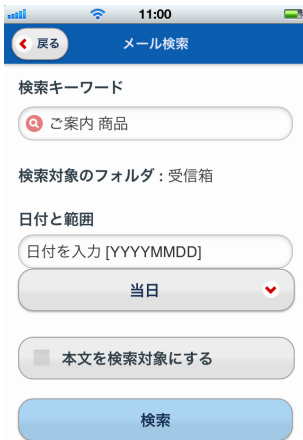 11:00
戻る
メール検索
検索キーワード
ご案内 商品
検索対象のフォルダ : 受信箱
日付と範囲
日付を入力 [YYYYMMDD]
当日
本文を検索対象にする
検索